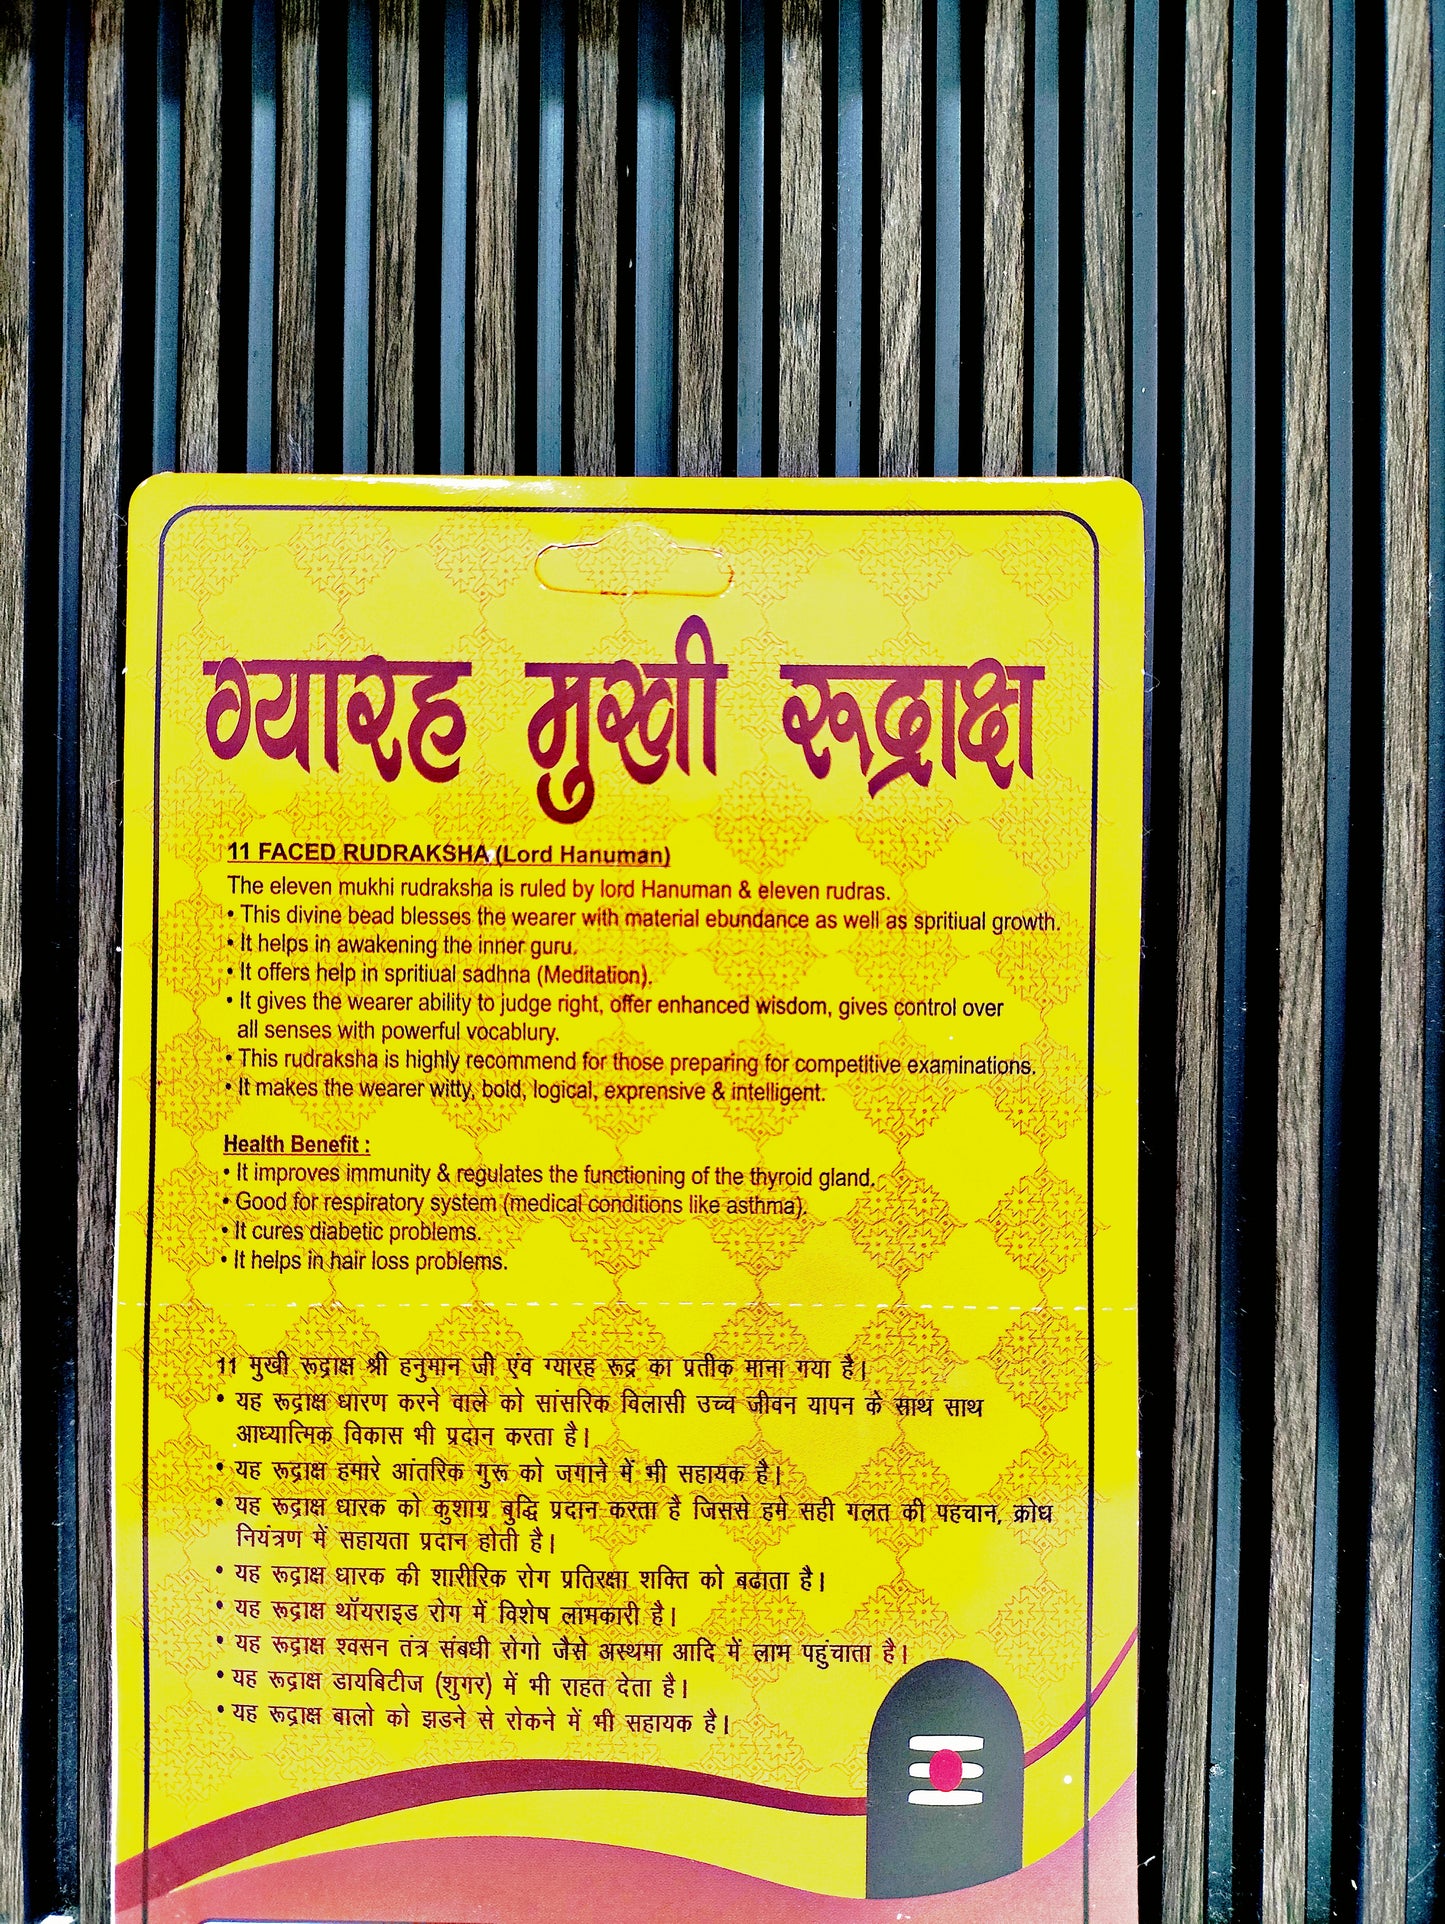 ग्यारह मुखी रूद्राक्ष
11 FACED RUDRAKSHA (Lord Hanuman)
The eleven mukhi rudraksha is ruled by lord Hanuman & eleven rudras.
• This divine bead blesses the wearer with material ebundance as well as spritiual growth.
• It helps in awakening the inner guru.
• It offers help in spritiual sadhna (Meditation).
• It gives the wearer ability to judge right, offer enhanced wisdom, gives control over
all senses with powerful vocablury.
• This rudraksha is highly recommend for those preparing for competitive examinations.
• It makes the wearer witty, bold, logical, exprensive & intelligent.
Health Benefit :
• It improves immunity & regulates the functioning of the thyroid gland.
• Good for respiratory system (medical conditions like asthma).
• It cures diabetic problems.
• It helps in hair loss problems.
11 मुखी रूद्राक्ष श्री हनुमान जी एंव ग्यारह रूद्र का प्रतीक माना गया है।
• यह रूद्राक्ष धारण करने वाले को सांसरिक विलासी उच्च जीवन यापन के साथ साथ
आध्यात्मिक विकास भी प्रदान करता है।
• यह रूद्राक्ष हमारे आंतरिक गुरू को जगाने में भी सहायक है।
• यह रूद्राक्ष धारक को कुशाग्र बुद्धि प्रदान करता है जिससे हमे सही गलत की पहचान, क्रोध
नियंत्रण में सहायता प्रदान होती है।
• यह रूद्राक्ष धारक की शारीरिक रोग प्रतिरक्षा शक्ति को बढाता है।
• यह रूद्राक्ष थॉयराइड रोग में विशेष लाभकारी है।
• यह रूद्राक्ष श्वसन तंत्र संबधी रोगो जैसे अस्थमा आदि में लाभ पहुंचाता है।
• यह रूद्राक्ष डायबिटीज (शुगर) में भी राहत देता है।
• यह रूद्राक्ष बालो को झडने से रोकने में भी सहायक है।